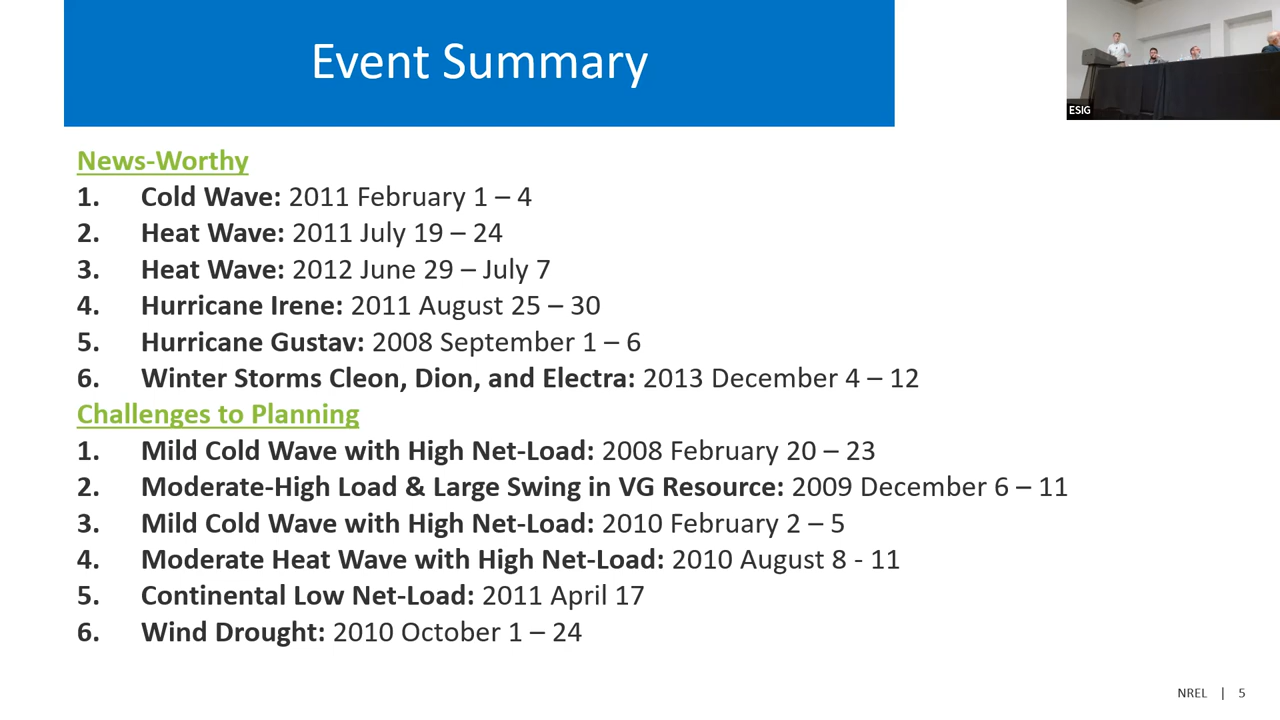 Event Summary
ESIG
News-Worthy
1. Cold Wave: 2011 February 1 – 4
2. Heat Wave: 2011 July 19 – 24
3. Heat Wave: 2012 June 29 – July 7
4. Hurricane Irene: 2011 August 25 – 30
5. Hurricane Gustav: 2008 September 1 – 6
6. Winter Storms Cleon, Dion, and Electra: 2013 December 4 – 12
Challenges to Planning
1. Mild Cold Wave with High Net-Load: 2008 February 20 – 23
2. Moderate-High Load & Large Swing in VG Resource: 2009 December 6 – 11
3. Mild Cold Wave with High Net-Load: 2010 February 2 – 5
4. Moderate Heat Wave with High Net-Load: 2010 August 8 - 11
5. Continental Low Net-Load: 2011 April 17
6. Wind Drought: 2010 October 1 – 24
NREL | 5